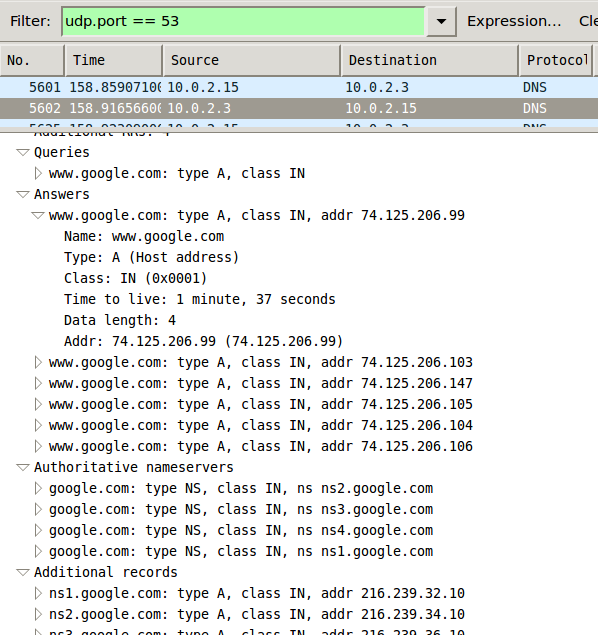 Filter: udp.port == 53 Expression...
No. Time Source Destination Protocol
5601 158.85907100 10.0.2.15 10.0.2.3 DNS
5602 158.91656600 10.0.2.3 10.0.2.15 DNS
Queries
www.google.com: type A, class IN
Answers
www.google.com: type A, class IN, addr 74.125.206.99
Name: www.google.com
Type: A (Host address)
Class: IN (0x0001)
Time to live: 1 minute, 37 seconds
Data length: 4
Addr: 74.125.206.99 (74.125.206.99)
www.google.com: type A, class IN, addr 74.125.206.103
www.google.com: type A, class IN, addr 74.125.206.147
www.google.com: type A, class IN, addr 74.125.206.105
www.google.com: type A, class IN, addr 74.125.206.104
www.google.com: type A, class IN, addr 74.125.206.106
Authoritative nameservers
google.com: type NS, class IN, ns ns2.google.com
google.com: type NS, class IN, ns ns3.google.com
google.com: type NS, class IN, ns ns4.google.com
google.com: type NS, class IN, ns ns1.google.com
Additional records
ns1.google.com: type A, class IN, addr 216.239.32.10
ns2.google.com: type A, class IN, addr 216.239.34.10
ns3.google.com: type A, class IN, addr 216.239.36.10